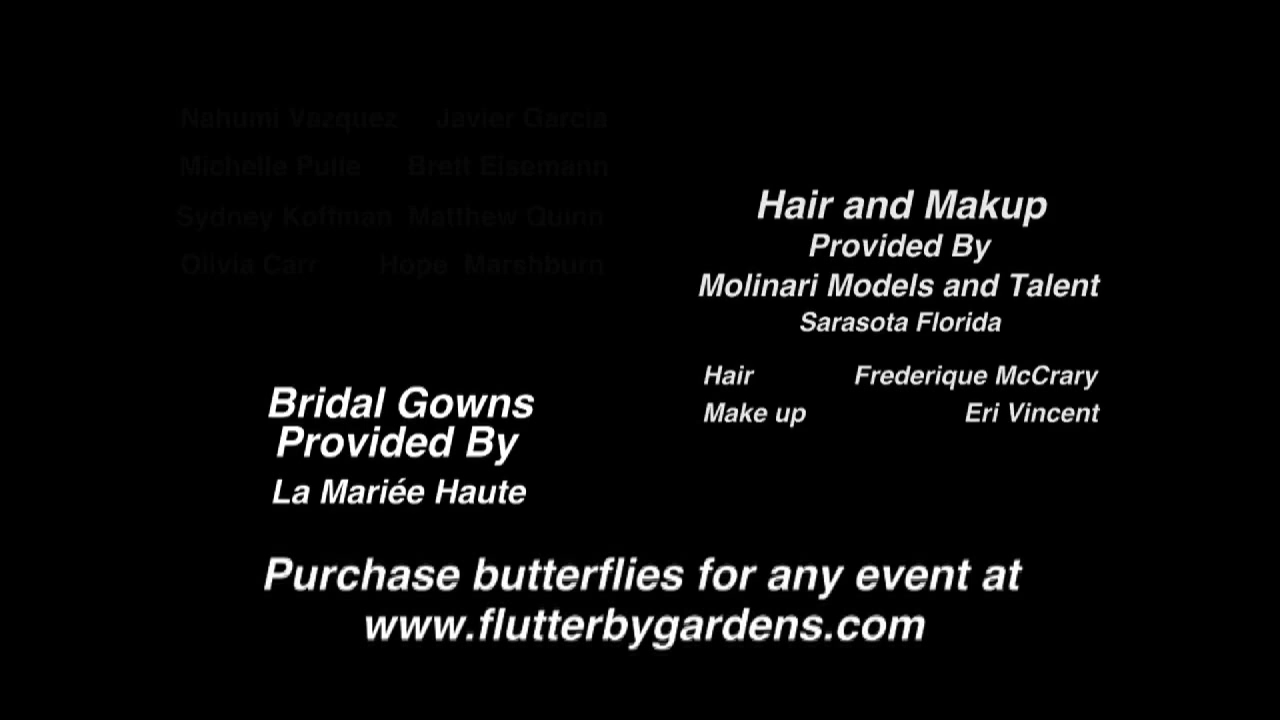 Nahumi Vazquez Javier Garcia
Michelle Pulle Brett Eisemann
Sydney Koffman Matthew Quinn
Olivia Carr Hope Marshburn
Hair and Makup
Provided By
Molinari Models and Talent
Sarasota Florida
Hair Frederique McCrary
Make up Eri Vincent
Bridal Gowns
Provided By
La Mariée Haute
Purchase butterflies for any event at
www.flutterbygardens.com